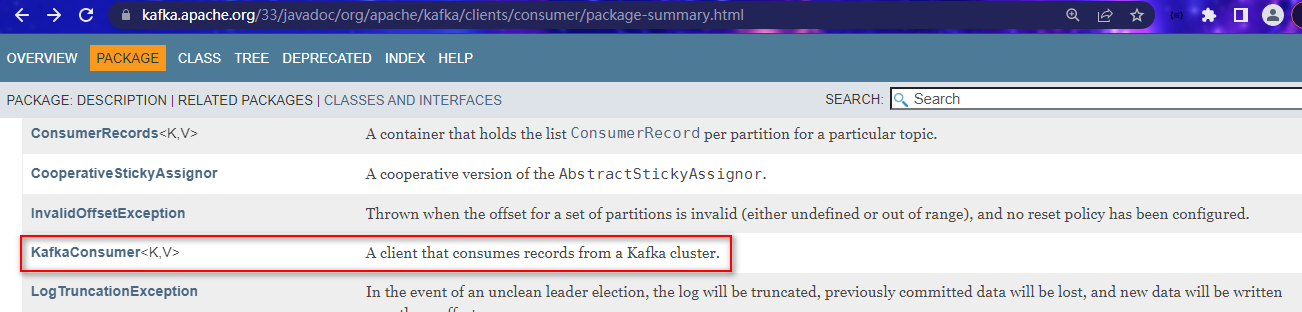 kafka.apache.org/33/javadoc/org/apache/kafka/clients/consumer/package-summary.html
OVERVIEW PACKAGE CLASS TREE DEPRECATED INDEX HELP
PACKAGE: DESCRIPTION | RELATED PACKAGES | CLASSES AND INTERFACES SEARCH: Search
ConsumerRecords<K,V> A container that holds the list ConsumerRecord per partition for a particular topic.
CooperativeStickyAssignor A cooperative version of the AbstractStickyAssignor.
InvalidOffsetException Thrown when the offset for a set of partitions is invalid (either undefined or out of range), and no reset policy has been configured.
KafkaConsumer<K,V> A client that consumes records from a Kafka cluster.
LogTruncationException In the event of an unclean leader election, the log will be truncated, previously committed data will be lost, and new data will be written